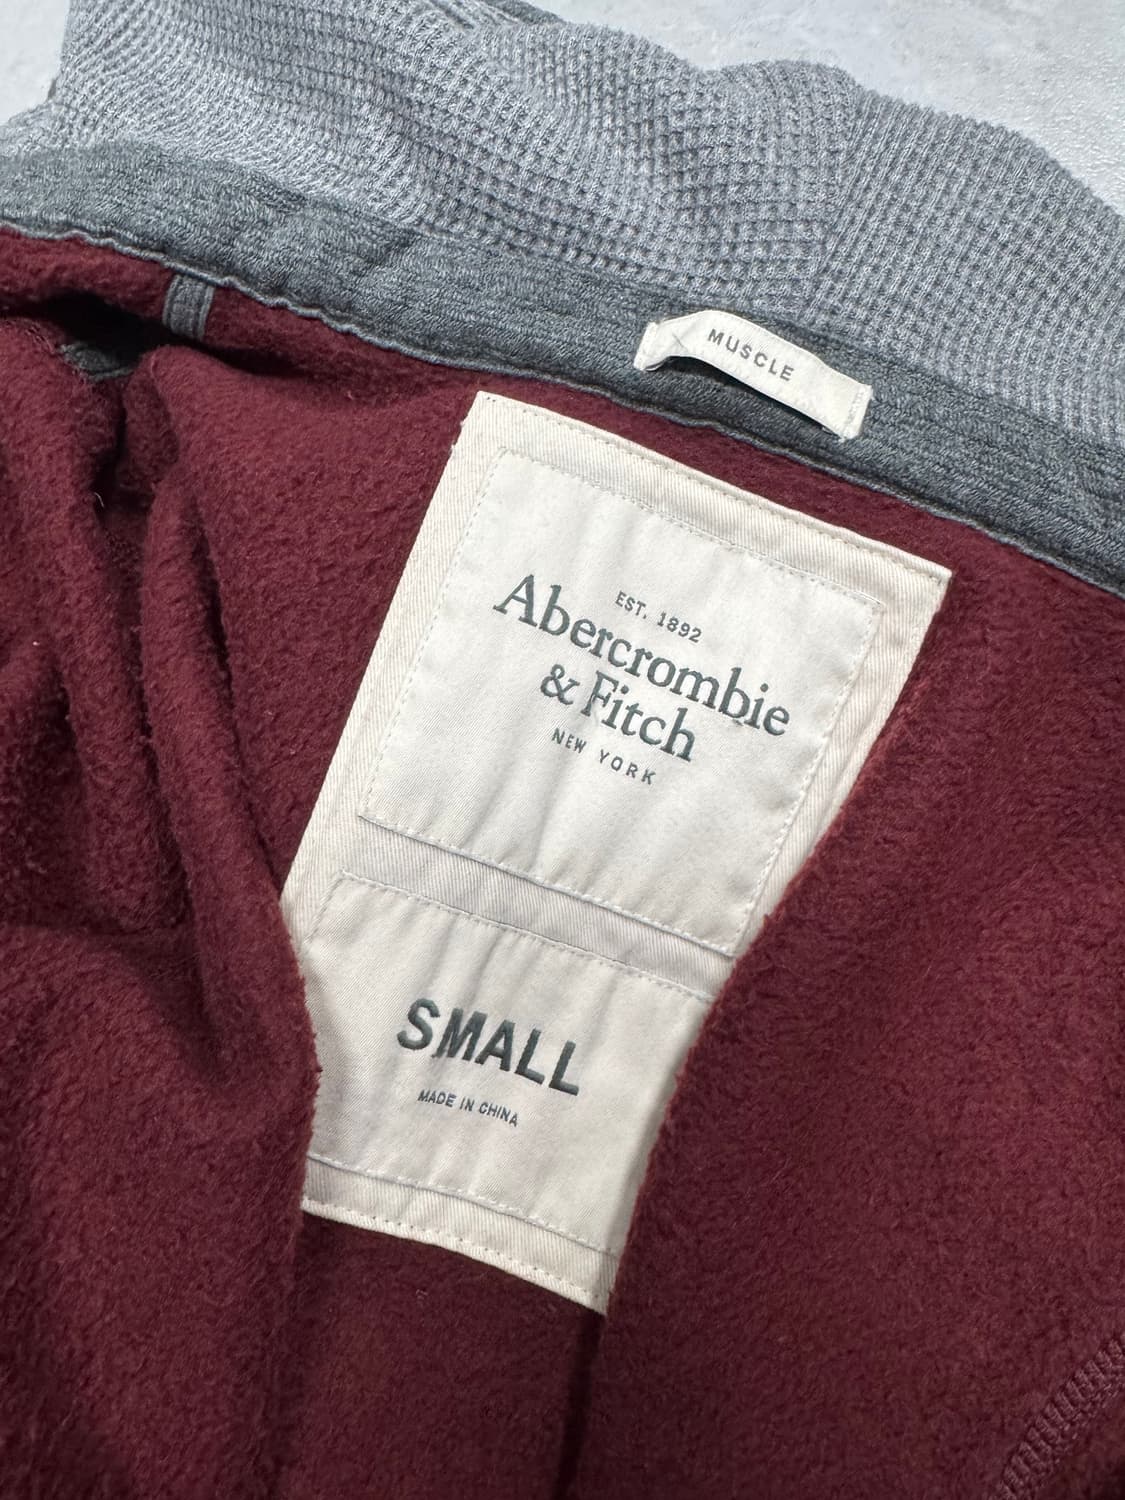 MUSCLE
EST. 1892
Abercrombie
& Fitch
NEW YORK
SMALL
MADE IN CHINA